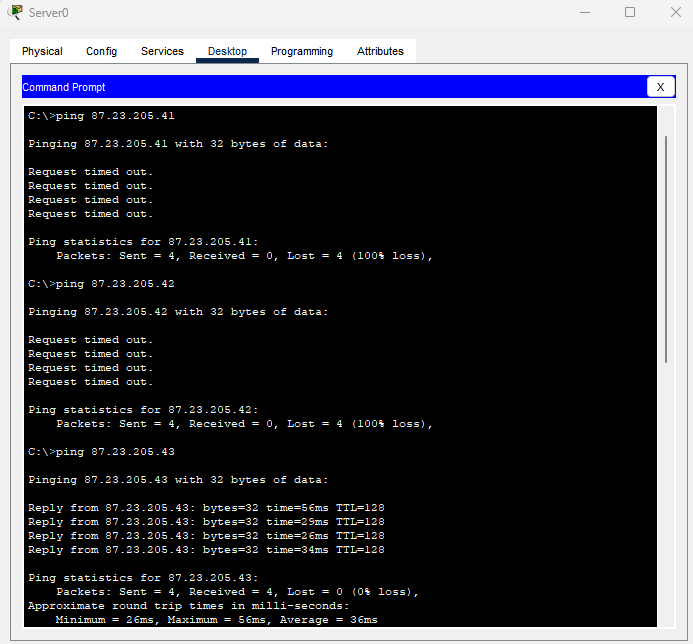 Server0
Physical Config Services Desktop Programming Attributes
Command Prompt X
C:\>ping 87.23.205.41
Pinging 87.23.205.41 with 32 bytes of data:
Request timed out.
Request timed out.
Request timed out.
Request timed out.
Ping statistics for 87.23.205.41:
Packets: Sent = 4, Received = 0, Lost = 4 (100% loss),
C:\>ping 87.23.205.42
Pinging 87.23.205.42 with 32 bytes of data:
Request timed out.
Request timed out.
Request timed out.
Request timed out.
Ping statistics for 87.23.205.42:
Packets: Sent = 4, Received = 0, Lost = 4 (100% loss),
C:\>ping 87.23.205.43
Pinging 87.23.205.43 with 32 bytes of data:
Reply from 87.23.205.43: bytes=32 time=56ms TTL=128
Reply from 87.23.205.43: bytes=32 time=29ms TTL=128
Reply from 87.23.205.43: bytes=32 time=26ms TTL=128
Reply from 87.23.205.43: bytes=32 time=34ms TTL=128
Ping statistics for 87.23.205.43:
Packets: Sent = 4, Received = 4, Lost = 0 (0% loss),
Approximate round trip times in milli-seconds:
Minimum = 26ms, Maximum = 56ms, Average = 36ms